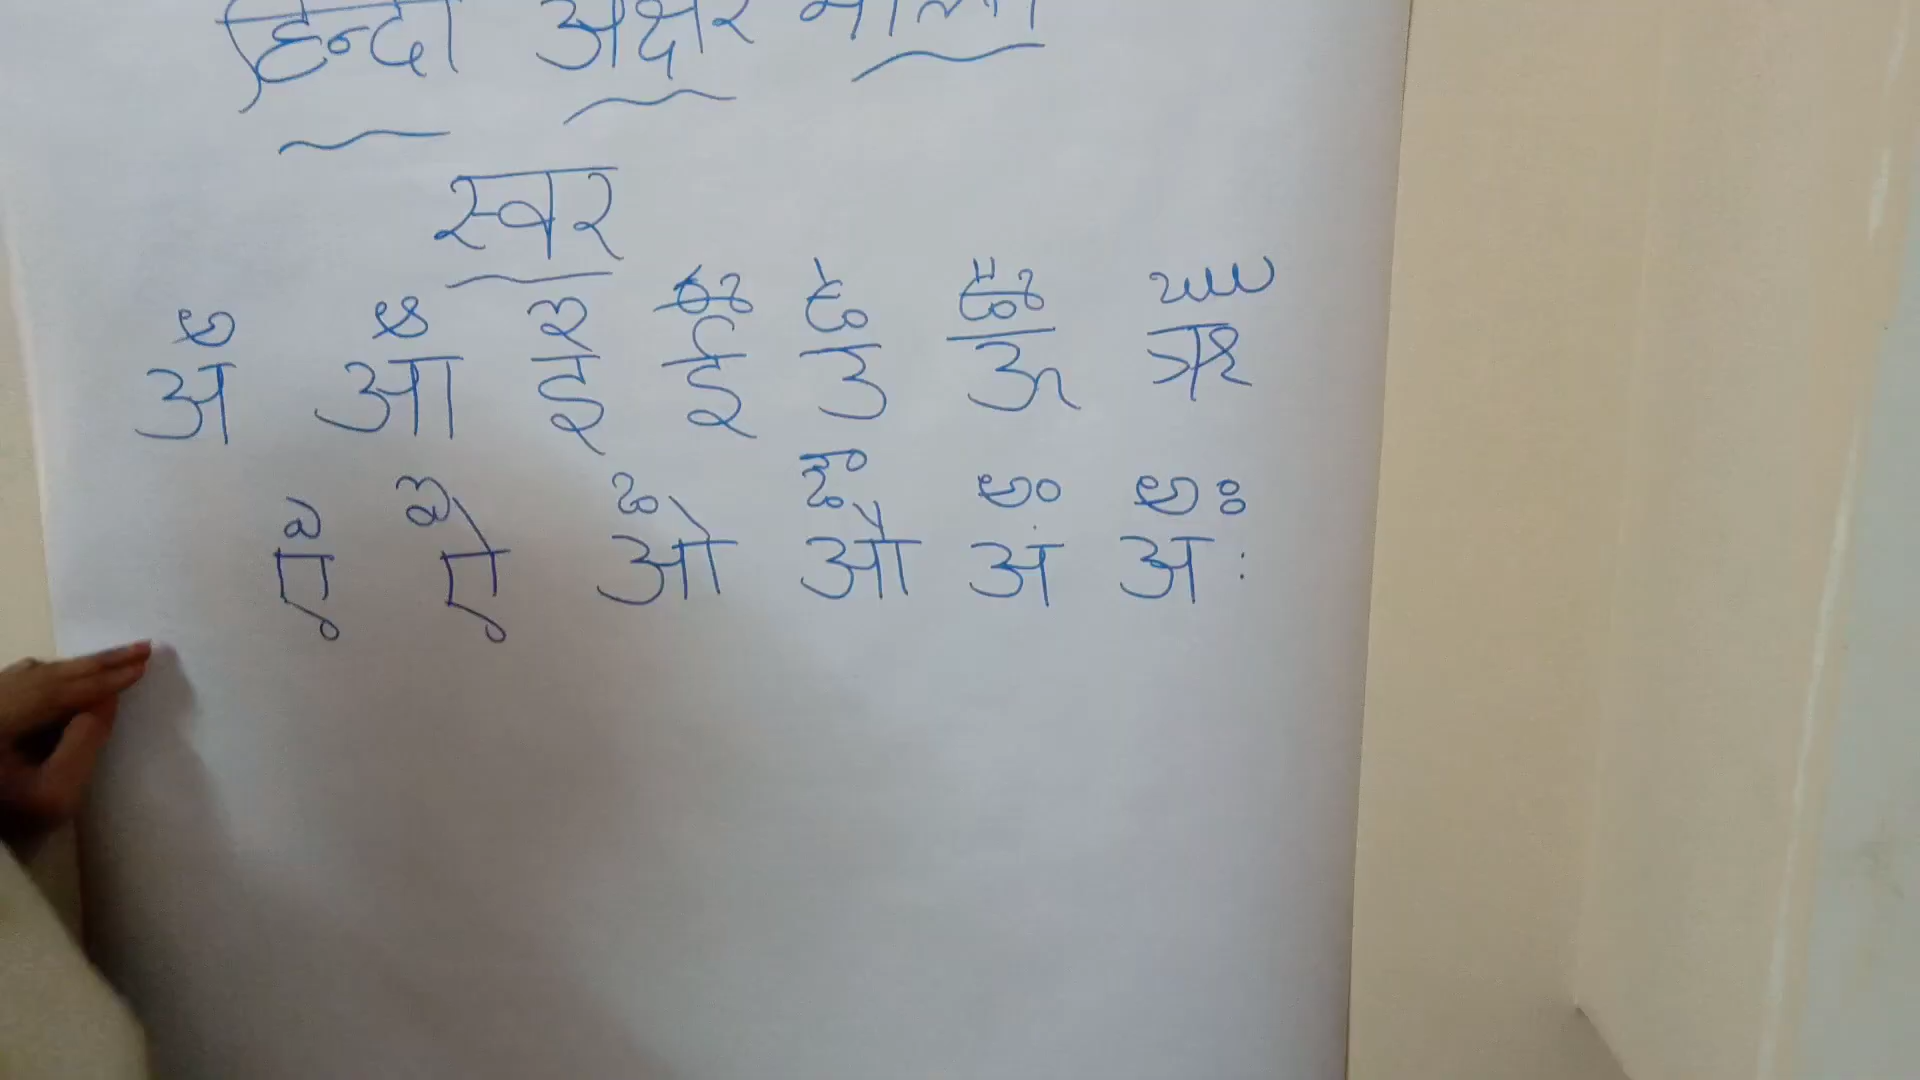 हिन्दी अक्षर माला
स्वर
అ ఆ ఇ ఈ ఉ ఊ ఋ
अ आ इ ई उ ऊ ऋ
ఎ ఐ ఓ ఔ అం అః
ए ऐ ओ औ अं अः